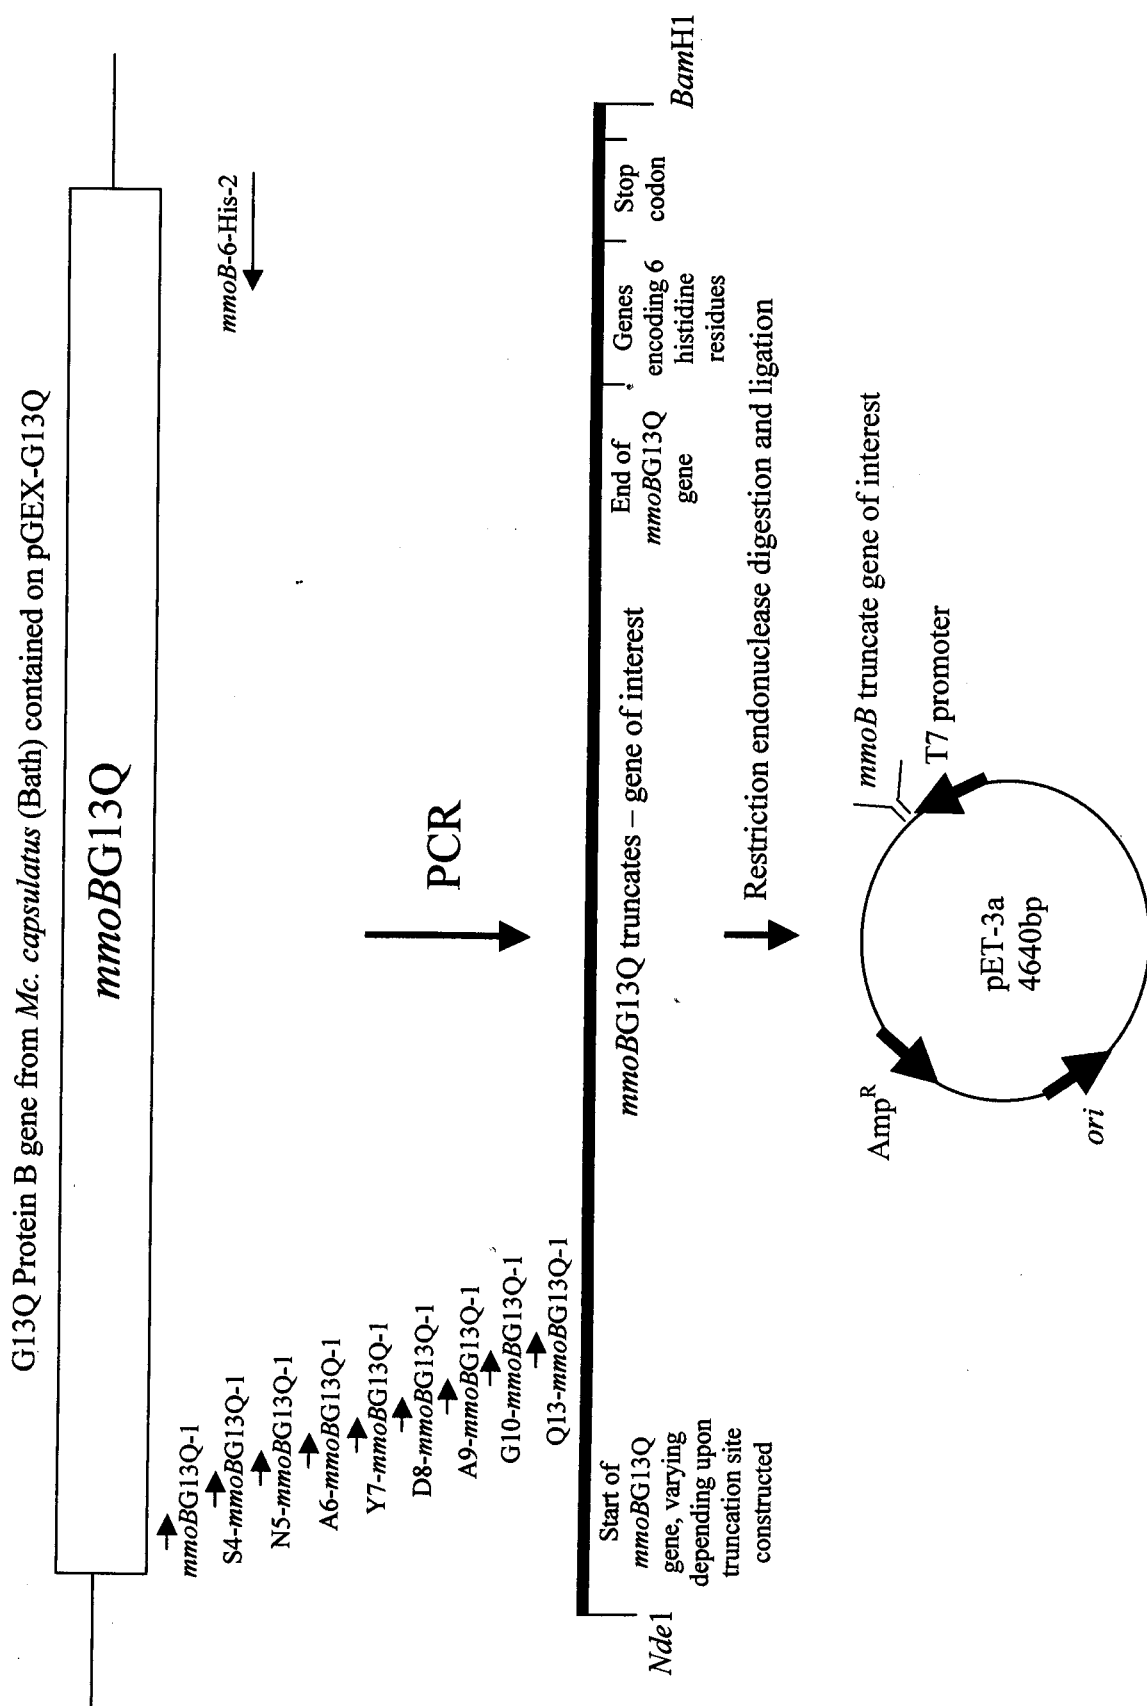 G13Q Protein B gene from Mc. capsulatus (Bath) contained on pGEX-G13Q
mmoBG13Q
mmoB-6-His-2
mmoBG13Q-1
S4-mmoBG13Q-1
N5-mmoBG13Q-1
A6-mmoBG13Q-1
Y7-mmoBG13Q-1
D8-mmoBG13Q-1
A9-mmoBG13Q-1
G10-mmoBG13Q-1
Q13-mmoBG13Q-1
PCR
Nde1
Start of
mmoBG13Q
gene, varying
depending upon
truncation site
constructed
mmoBG13Q truncates – gene of interest
End of
mmoBG13Q
gene
Genes
encoding 6
histidine
residues
Stop
codon
BamH1
Restriction endonuclease digestion and ligation
mmoB truncate gene of interest
T7 promoter
pET-3a
4640bp
Amp^R
ori